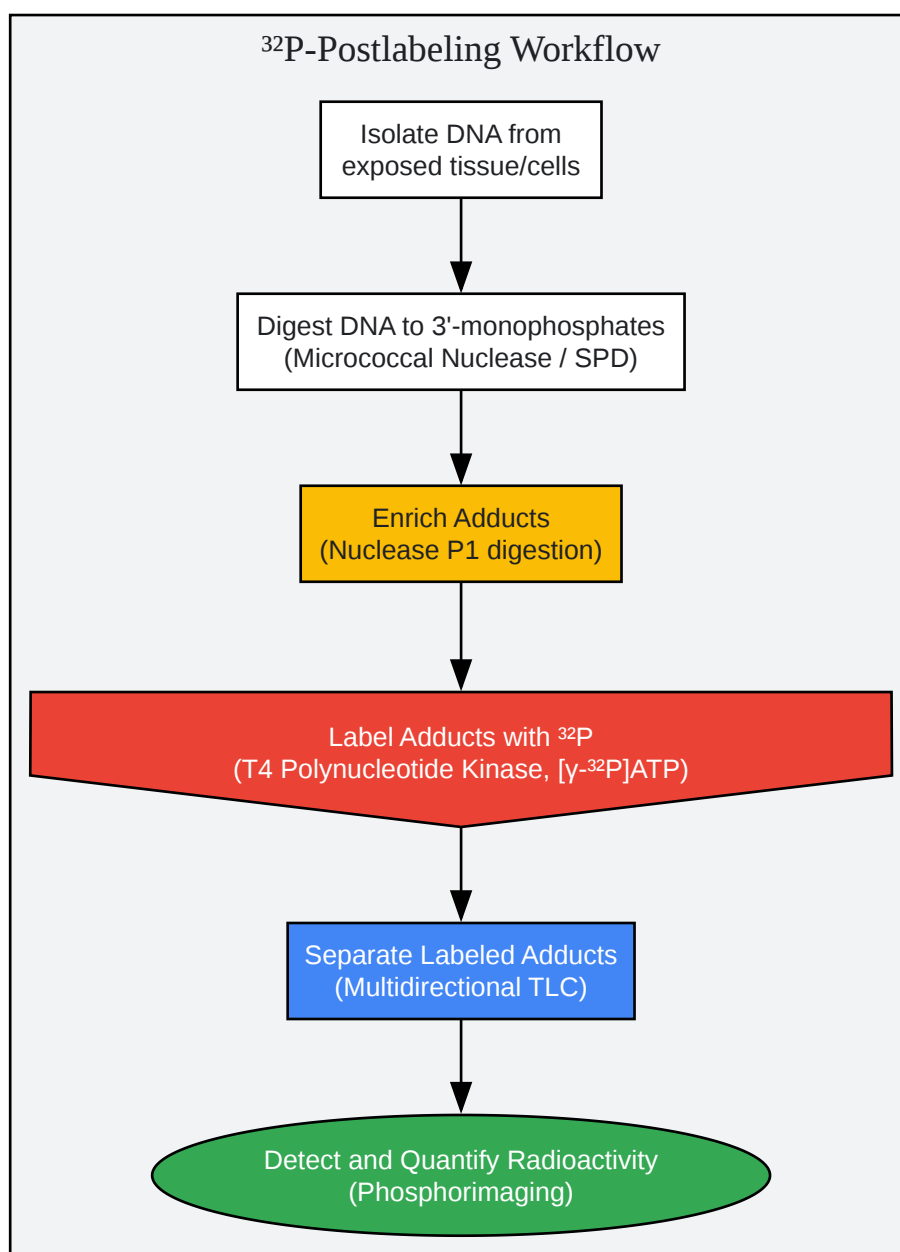 ³²P-Postlabeling Workflow
Isolate DNA from
exposed tissue/cells
Digest DNA to 3'-monophosphates
(Micrococcal Nuclease / SPD)
Enrich Adducts
(Nuclease P1 digestion)
Label Adducts with ³²P
(T4 Polynucleotide Kinase, [γ-³²P]ATP)
Separate Labeled Adducts
(Multidirectional TLC)
Detect and Quantify Radioactivity
(Phosphorimaging)